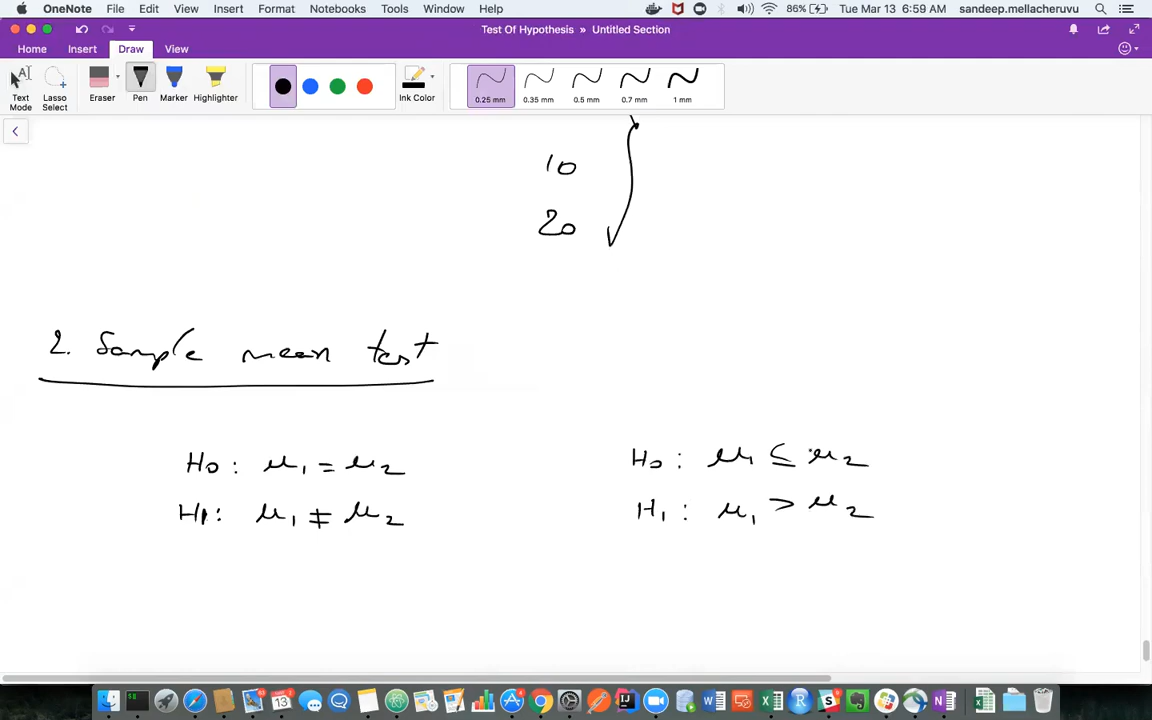 OneNote File Edit View Insert Format Notebooks Tools Window Help 86% Tue Mar 13 6:59 AM sandeep.mellacheruvu
Test Of Hypothesis » Untitled Section
Home Insert Draw View
Text Mode Lasso Select Eraser Pen Marker Highlighter Ink Color 0.25 mm 0.35 mm 0.5 mm 0.7 mm 1 mm
10
20
2. Sample mean test
H0 : μ1 = μ2 H0 : μ1 ≤ μ2
H1 : μ1 ≠ μ2 H1 : μ1 > μ2